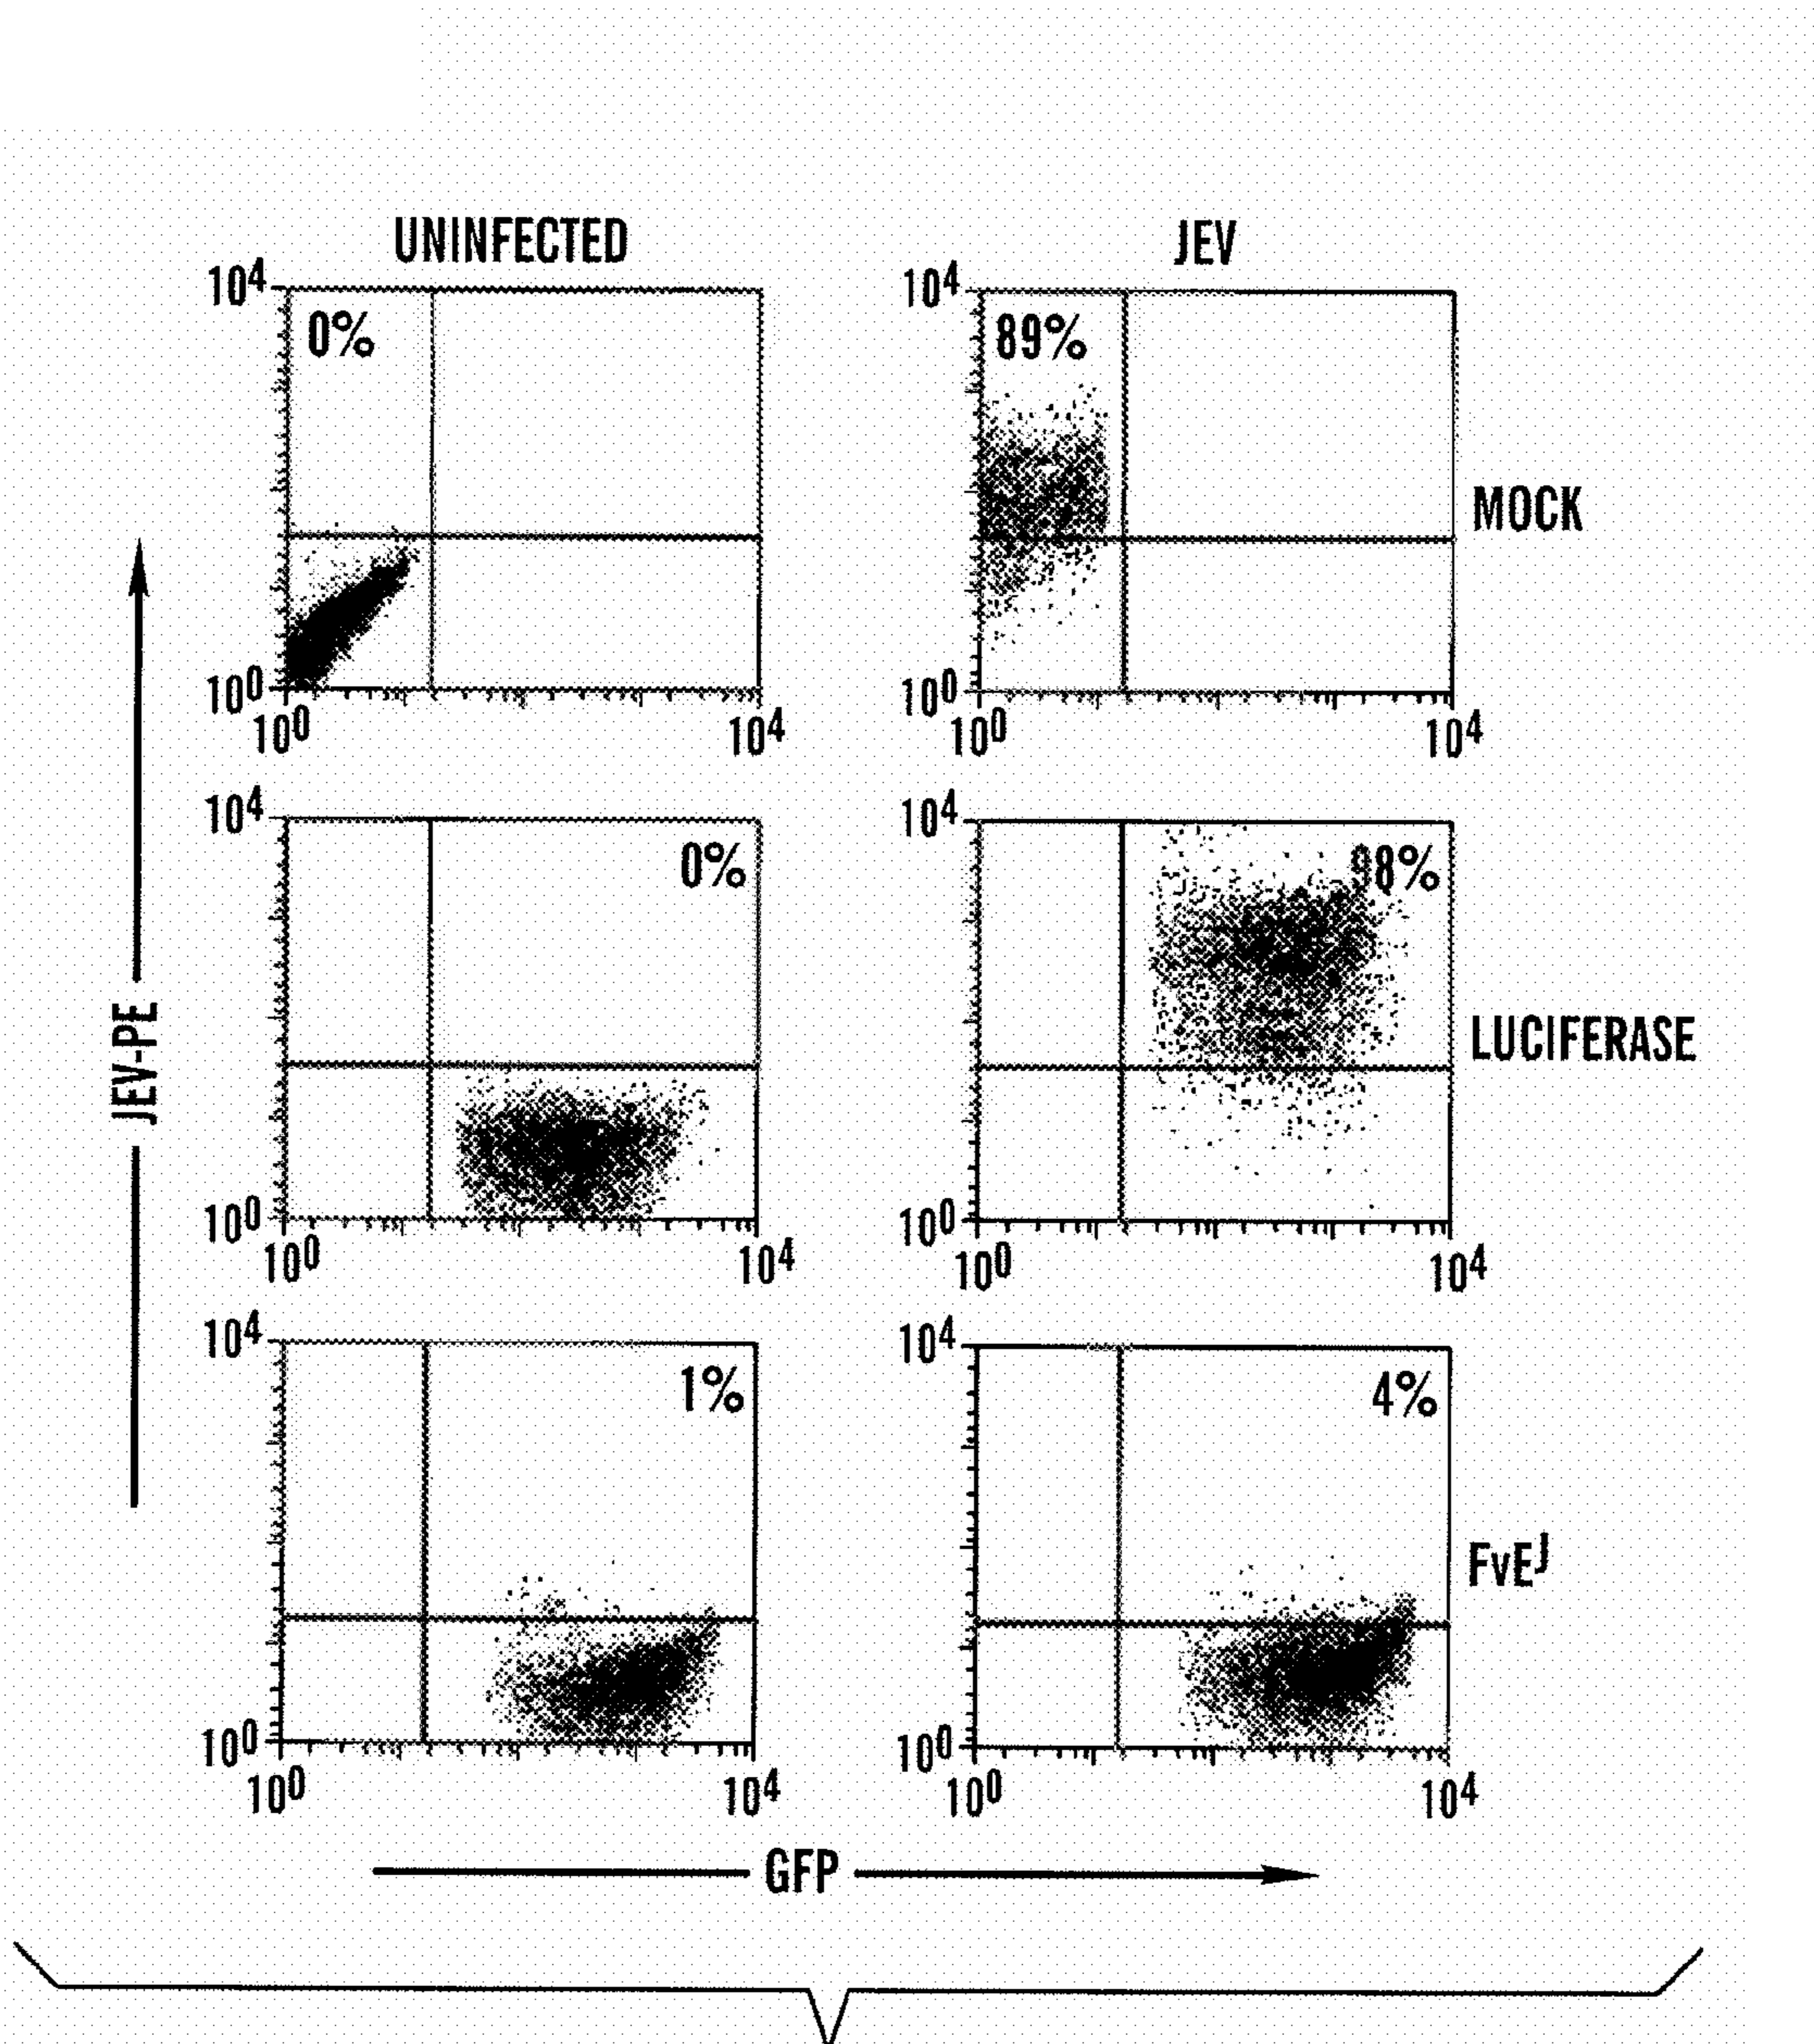 UNINFECTED JEV
10⁴ 0% 10⁴ 89%
MOCK
10⁰ 10⁰
10⁰ 10⁴ 10⁰ 10⁴
10⁴ 0% 10⁴ 98%
JEV-PE
LUCIFERASE
10⁰ 10⁰
10⁰ 10⁴ 10⁰ 10⁴
10⁴ 1% 10⁴ 4%
FvEᴶ
10⁰ 10⁰
10⁰ 10⁴ 10⁰ 10⁴
GFP